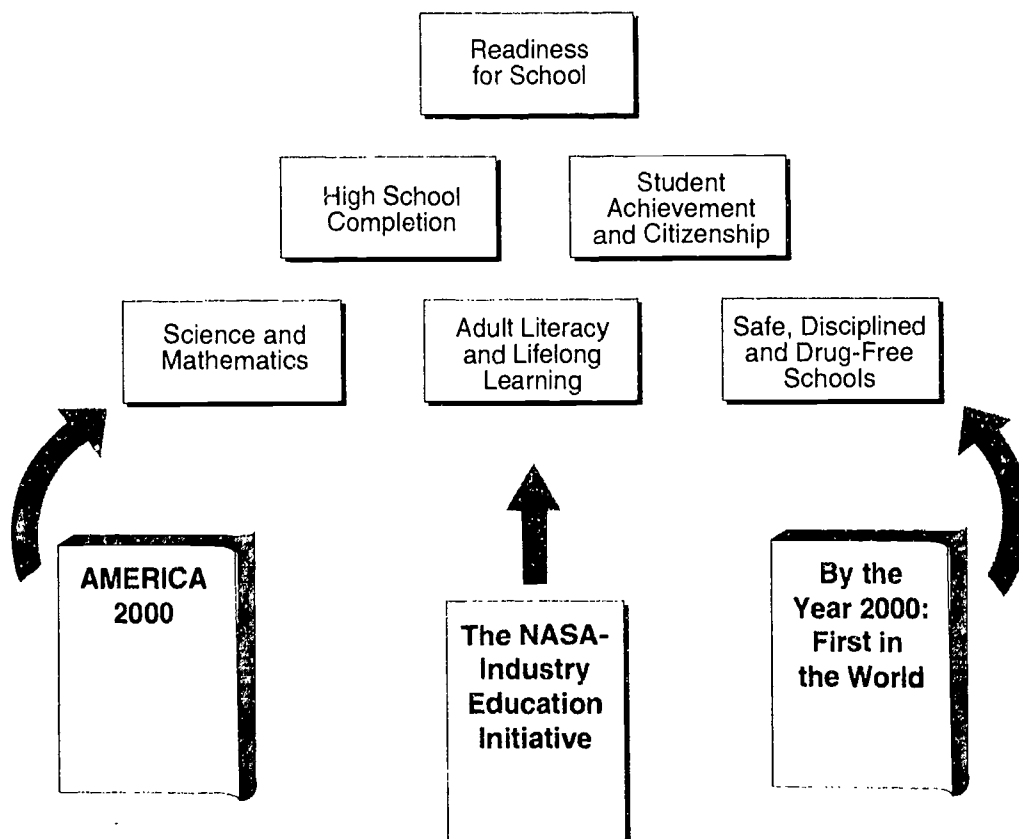 Readiness
for School
High School
Completion
Student
Achievement
and Citizenship
Science and
Mathematics
Adult Literacy
and Lifelong
Learning
Safe, Disciplined
and Drug-Free
Schools
AMERICA
2000
The NASA-
Industry
Education
Initiative
By the
Year 2000:
First in
the World